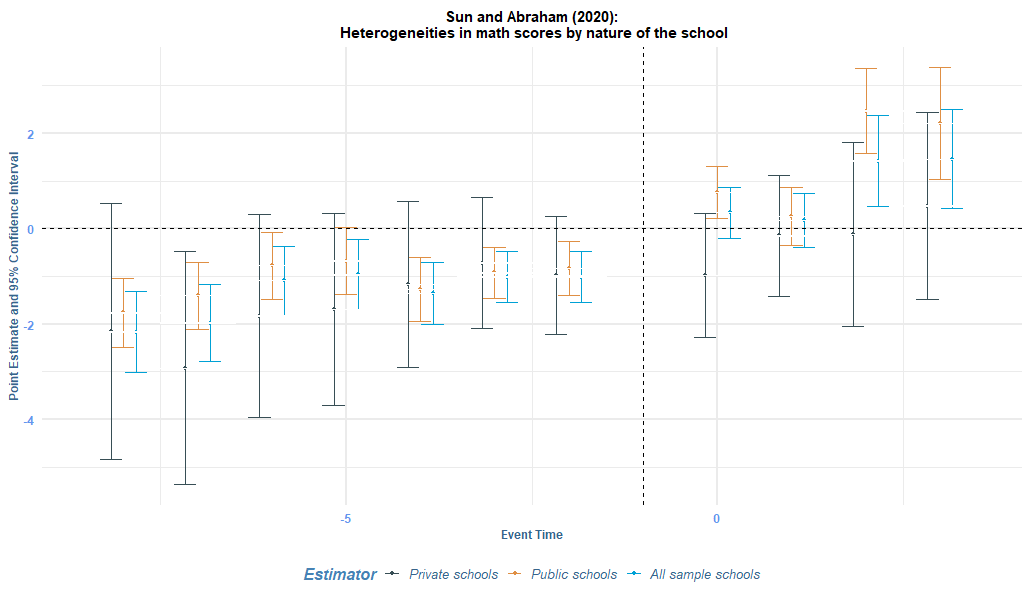 Sun and Abraham (2020):
Heterogeneities in math scores by nature of the school
Point Estimate and 95% Confidence Interval
2
0
-2
-4
-5
0
Event Time
Estimator Private schools Public schools All sample schools